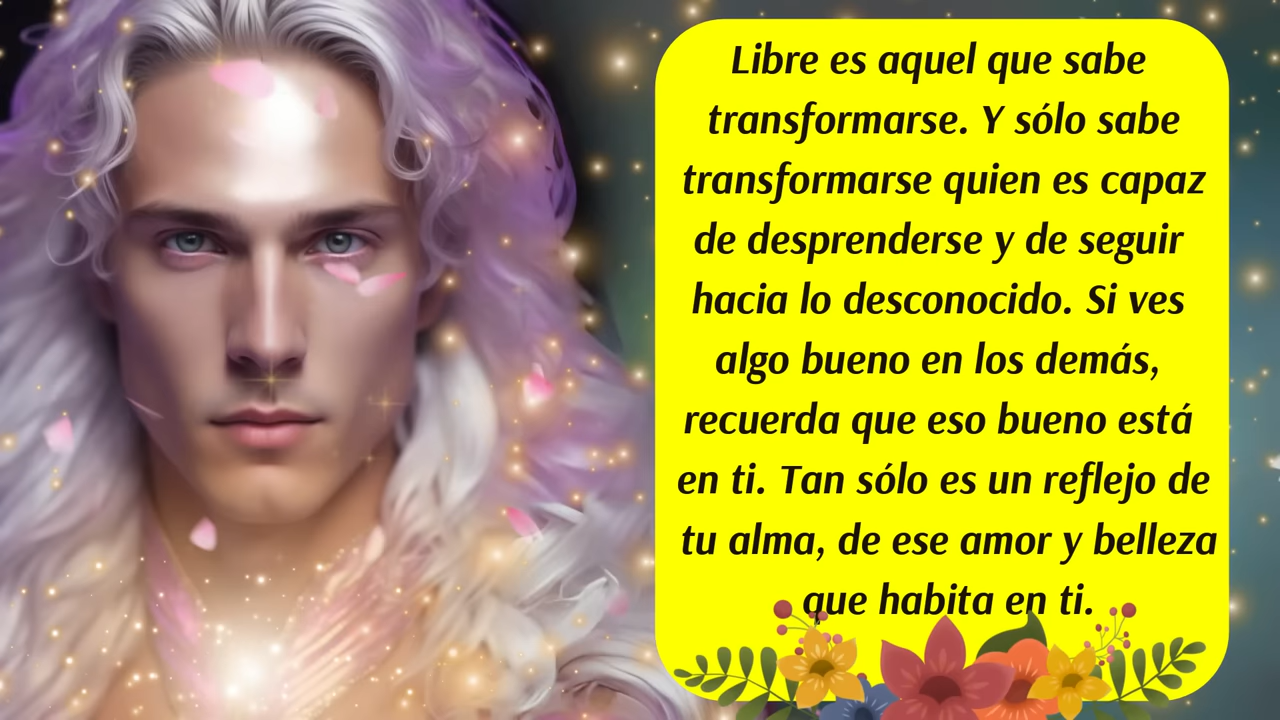 Libre es aquel que sabe
transformarse. Y sólo sabe
transformarse quien es capaz
de desprenderse y de seguir
hacia lo desconocido. Si ves
algo bueno en los demás,
recuerda que eso bueno está
en ti. Tan sólo es un reflejo de
tu alma, de ese amor y belleza
que habita en ti.